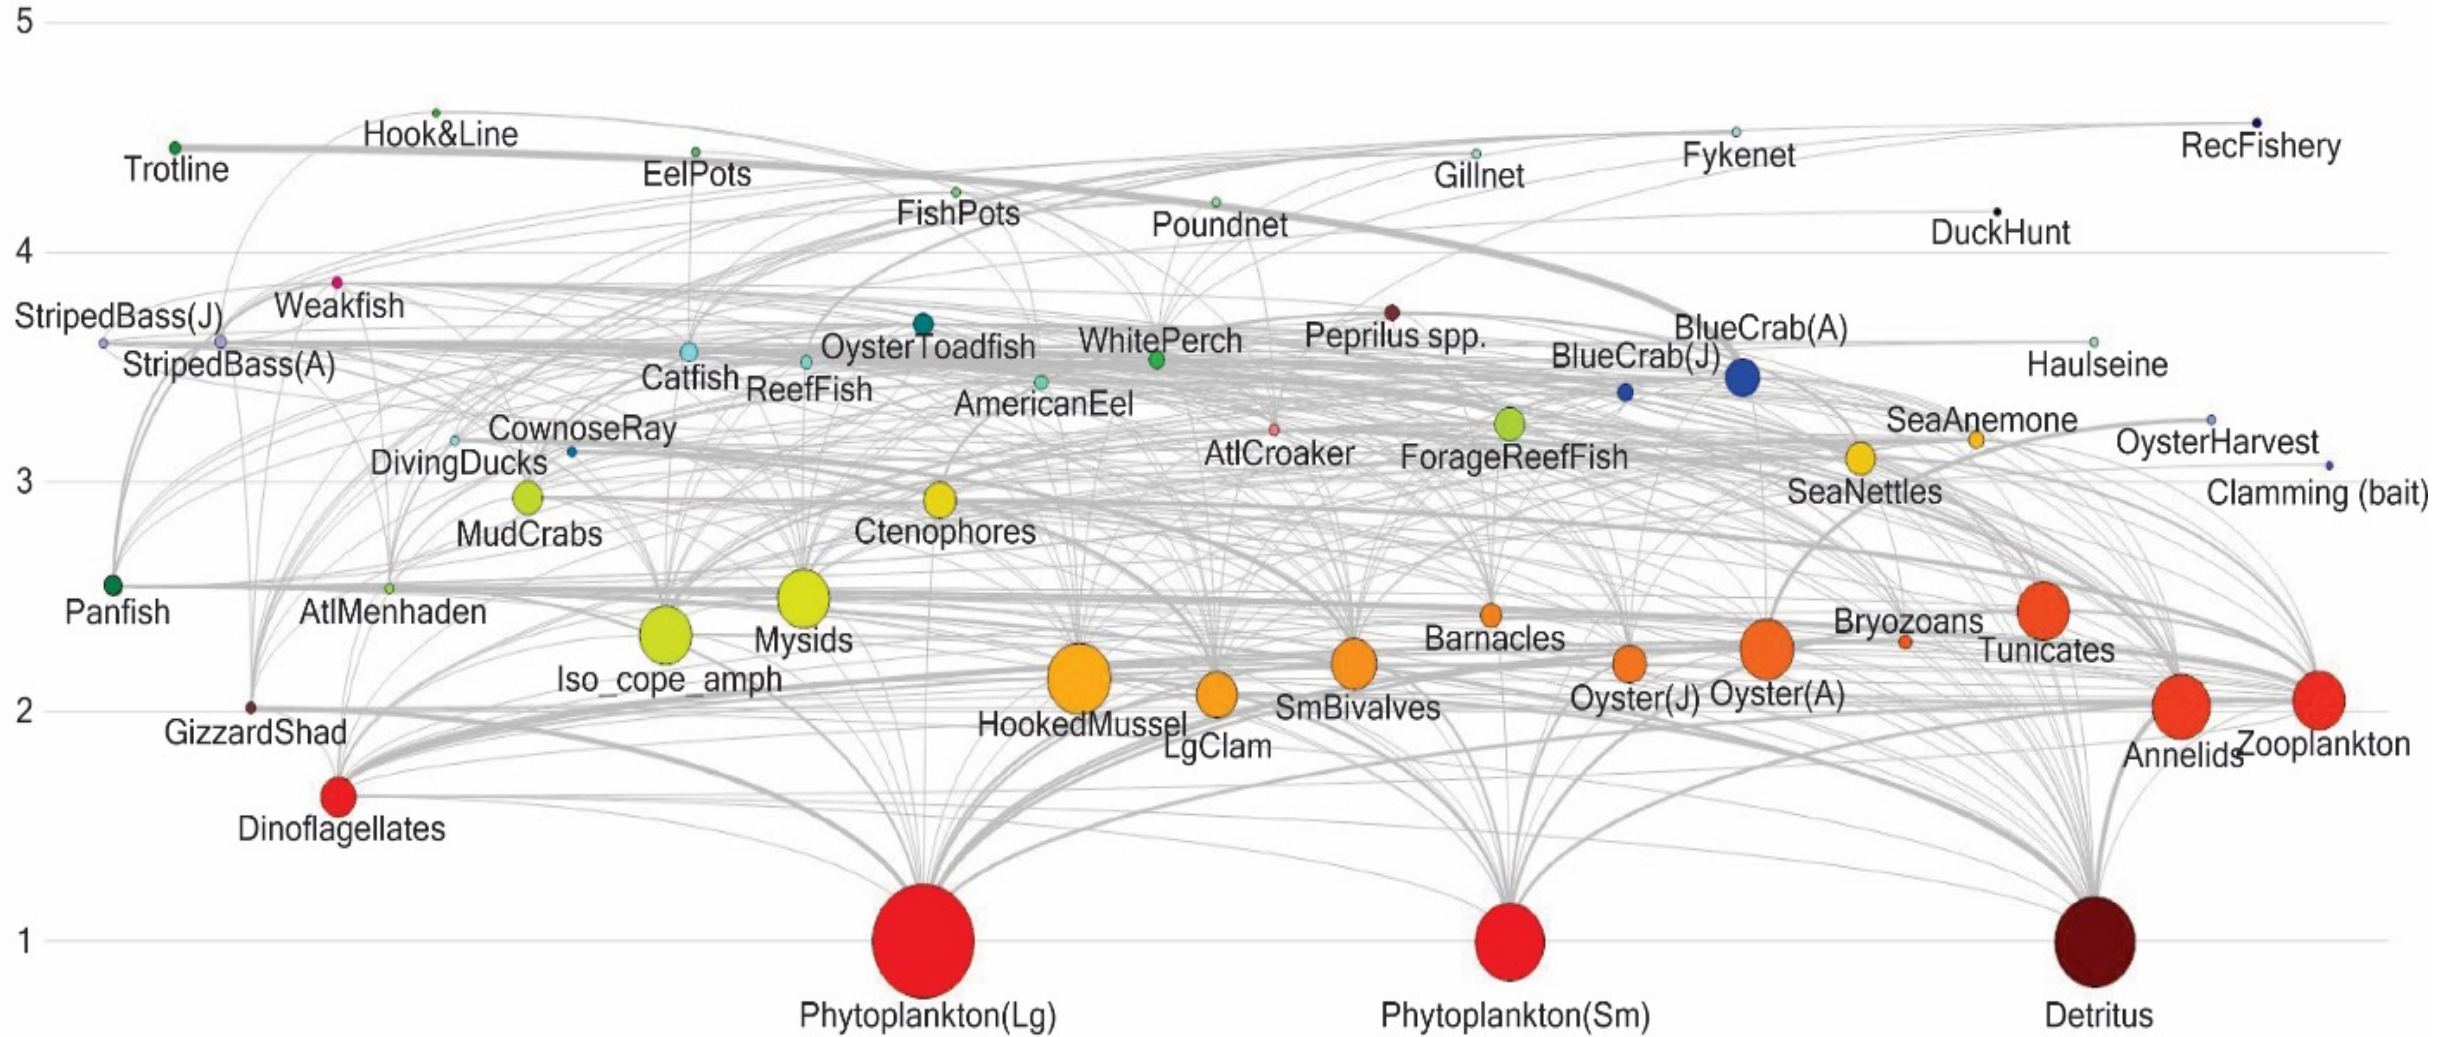 5
Hook&Line
Trotline
EelPots
Gillnet
Fykenet
RecFishery
FishPots
Poundnet
DuckHunt
4
StripedBass(J)
Weakfish
StripedBass(A)
OysterToadfish
WhitePerch
Peprilus spp.
BlueCrab(A)
BlueCrab(J)
Haulseine
Catfish
ReefFish
AmericanEel
CownoseRay
DivingDucks
AtlCroaker
ForageReefFish
SeaAnemone
OysterHarvest
3
SeaNettles
Clamming (bait)
MudCrabs
Ctenophores
Panfish
AtlMenhaden
Mysids
Barnacles
Bryozoans
Tunicates
Iso_cope_amph
2
GizzardShad
HookedMussel
LgClam
SmBivalves
Oyster(J)
Oyster(A)
Annelids
Zooplankton
Dinoflagellates
1
Phytoplankton(Lg)
Phytoplankton(Sm)
Detritus